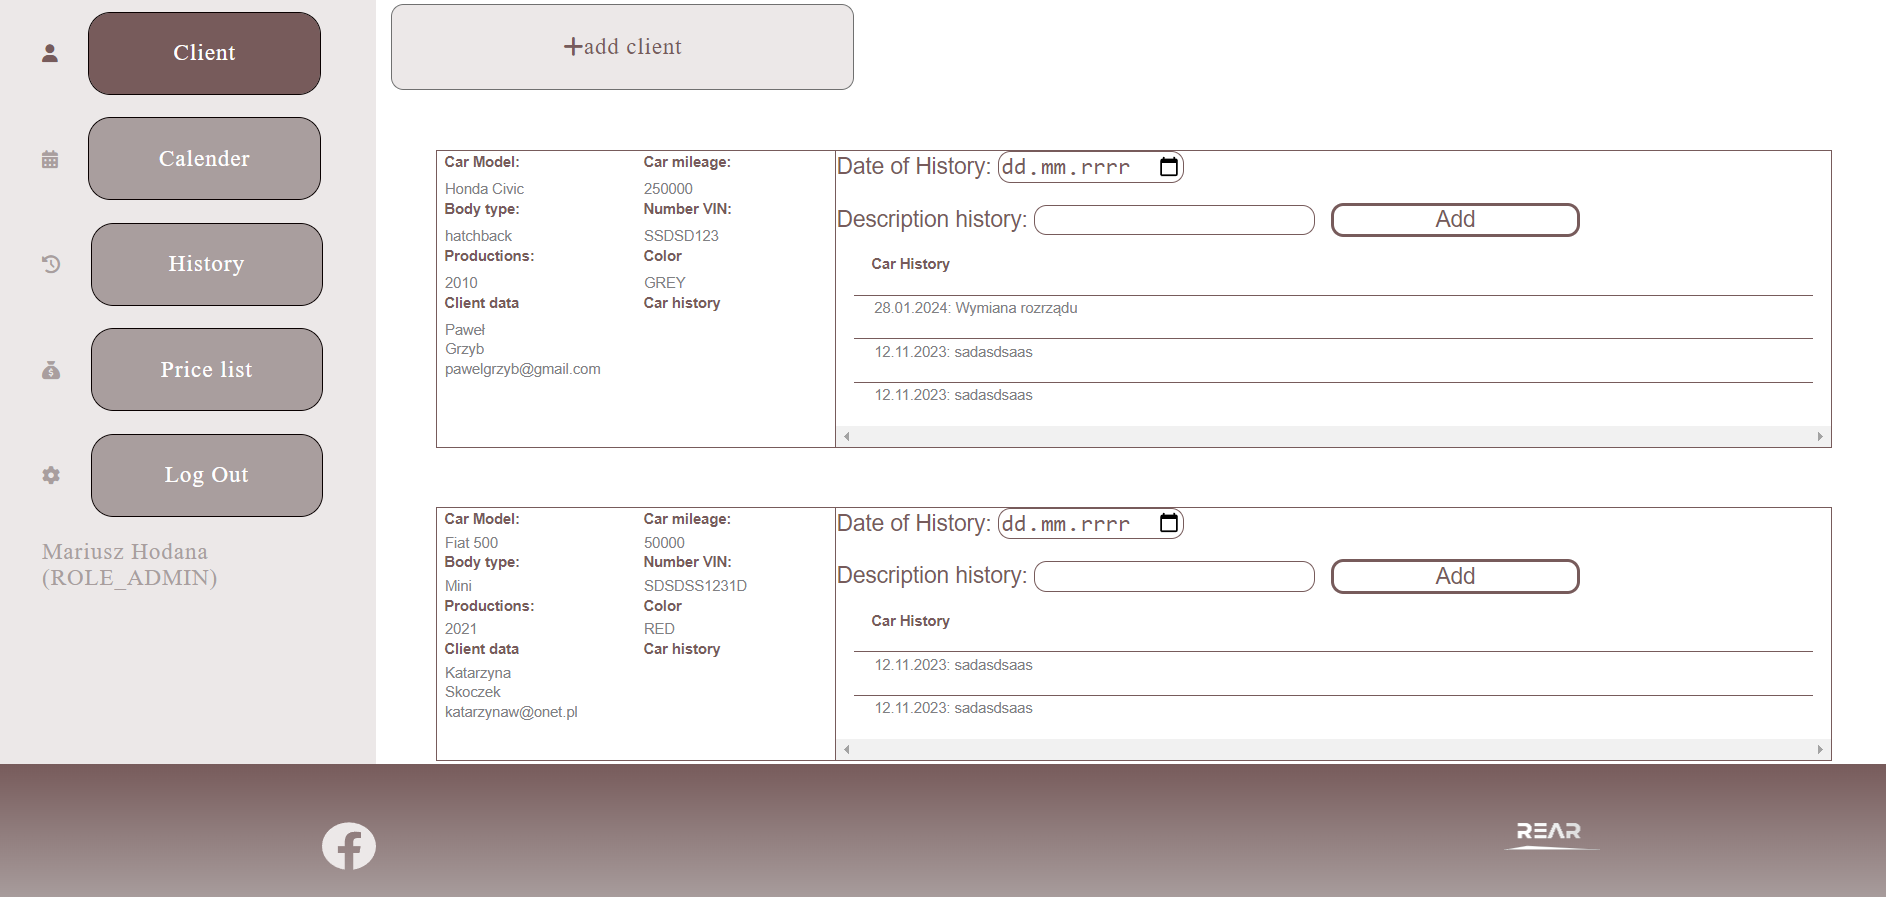 Client
Calender
History
Price list
Log Out
Mariusz Hodana
(ROLE_ADMIN)
add client
Car Model: Car mileage:
Honda Civic 250000
Body type: Number VIN:
hatchback SSDSD123
Productions: Color
2010 GREY
Client data Car history
Paweł
Grzyb
pawelgrzyb@gmail.com
Date of History: dd.mm.rrrr
Description history: Add
Car History
28.01.2024: Wymiana rozrządu
12.11.2023: sadasdsaas
12.11.2023: sadasdsaas
Car Model: Car mileage:
Fiat 500 50000
Body type: Number VIN:
Mini SDSDSS1231D
Productions: Color
2021 RED
Client data Car history
Katarzyna
Skoczek
katarzynaw@onet.pl
Date of History: dd.mm.rrrr
Description history: Add
Car History
12.11.2023: sadasdsaas
12.11.2023: sadasdsaas
REAR